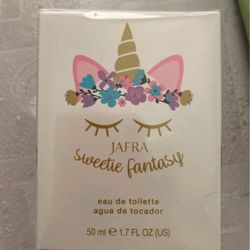 JAFRA
sweetie fantasy
eau de toilette
agua de tocador
50 ml ℮ 1.7 FL OZ (US)